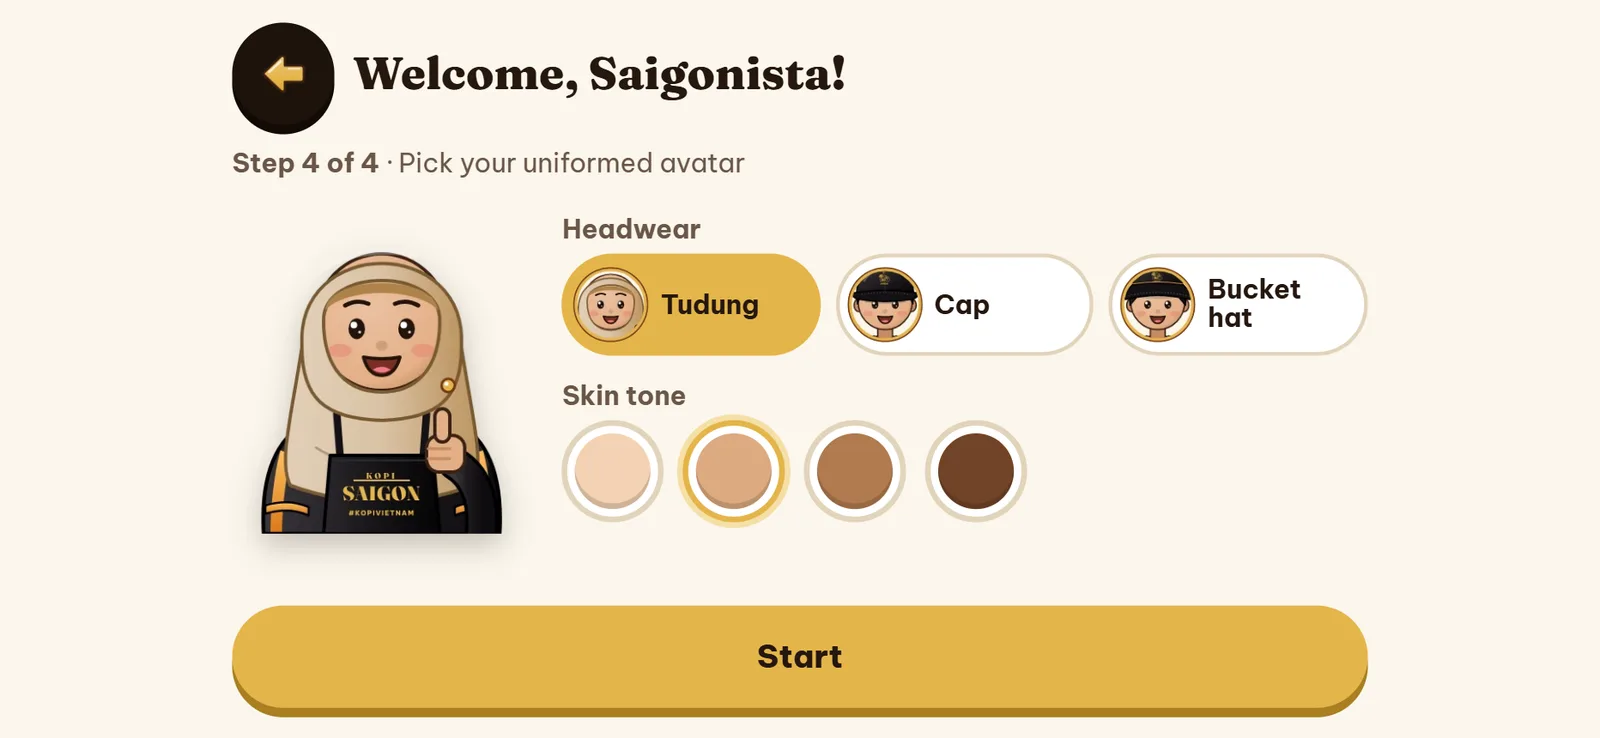 Welcome, Saigonista!
Step 4 of 4 · Pick your uniformed avatar
Headwear
Tudung
Cap
Bucket
hat
Skin tone
KOPI
SAIGON
#KOPIVIETNAM
Start